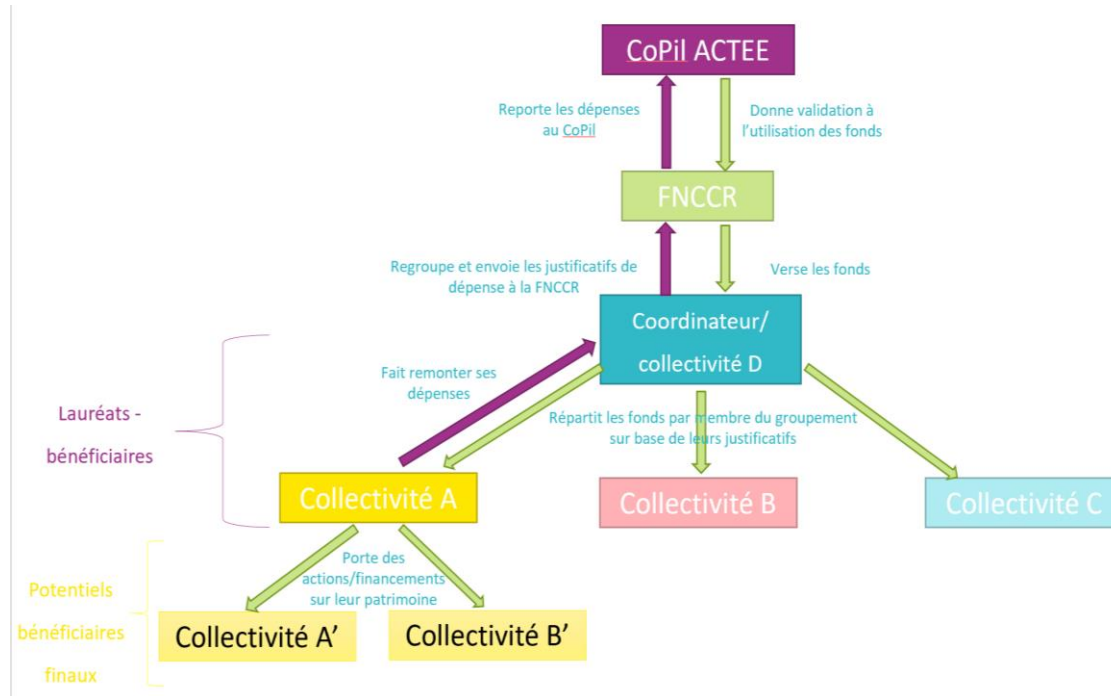 CoPil ACTEE
Reporte les dépenses
au CoPil
Donne validation à
l'utilisation des fonds
FNCCR
Regroupe et envoie les justificatifs de
dépense à la FNCCR
Verse les fonds
Coordinateur/
collectivité D
Fait remonter ses
dépenses
Répartit les fonds par membre du groupement
sur base de leurs justificatifs
Lauréats -
bénéficiaires
Collectivité A
Collectivité B
Collectivité C
Porte des
actions/financements
sur leur patrimoine
Potentiels
bénéficiaires
finaux
Collectivité A’
Collectivité B’